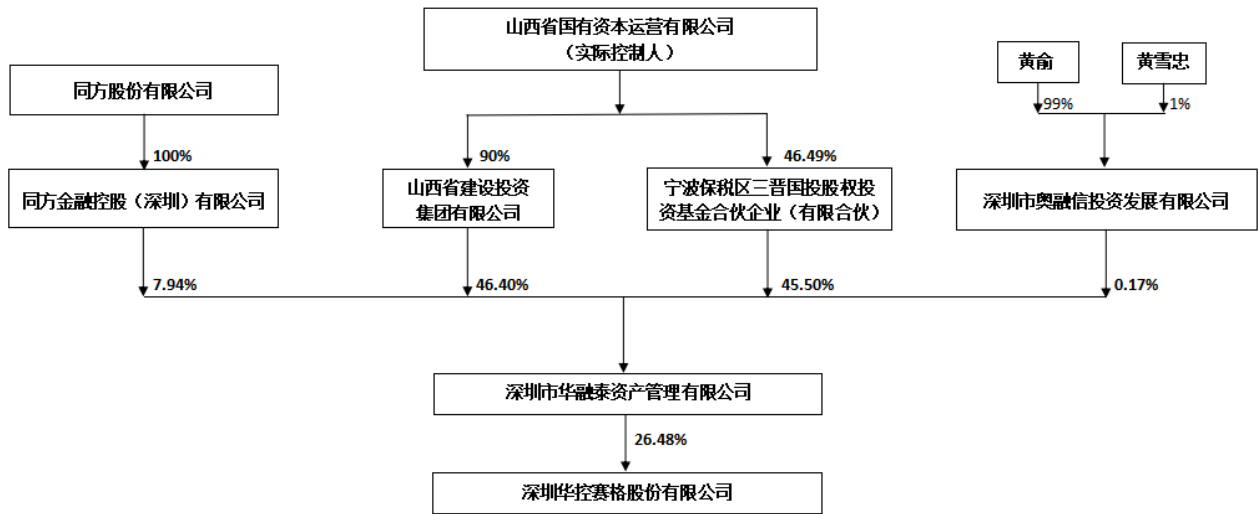 山西省国有资本运营有限公司
（实际控制人）
黄俞
黄雪忠
同方股份有限公司
99%
1%
100%
90%
46.49%
同方金融控股（深圳）有限公司
山西省建设投资
集团有限公司
宁波保税区三晋国投股权投
资基金合伙企业（有限合伙）
深圳市奥融信投资发展有限公司
7.94%
46.40%
45.50%
0.17%
深圳市华融泰资产管理有限公司
26.48%
深圳华控赛格股份有限公司